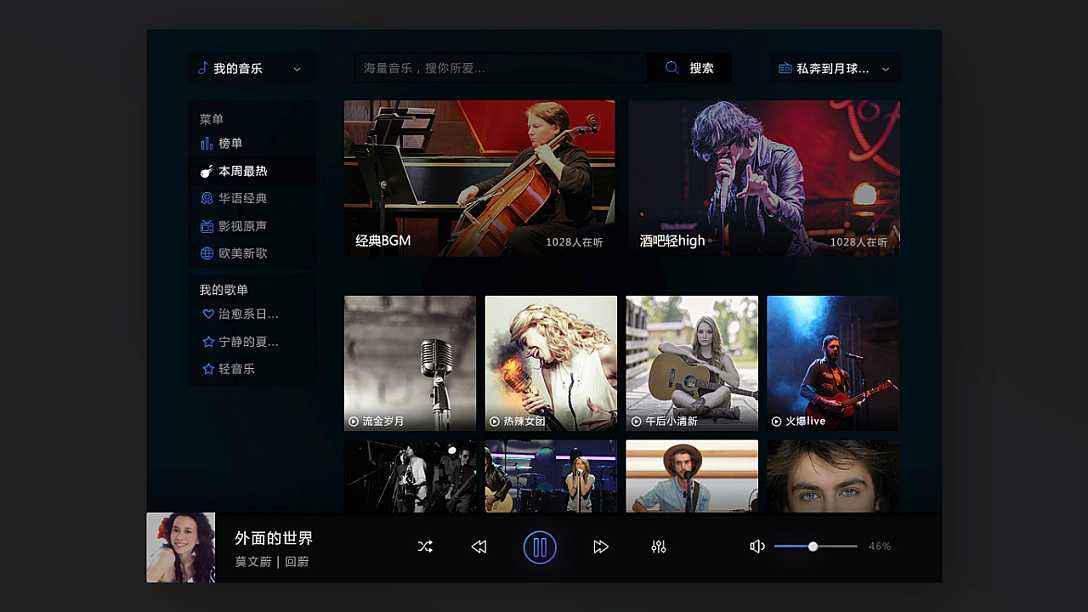 我的音乐
海量音乐，搜你所爱...
搜索
私奔到月球...
菜单
榜单
本周最热
华语经典
影视原声
欧美新歌
我的歌单
治愈系日...
宁静的夏...
轻音乐
经典BGM
1028人在听
酒吧轻high
1028人在听
流金岁月
热辣女团
午后小清新
火爆live
外面的世界
莫文蔚 | 回蔚
46%